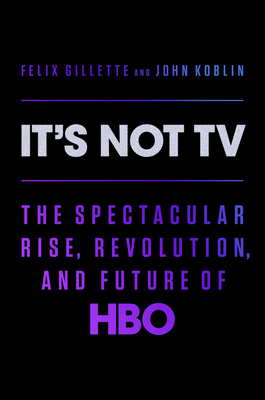 FELIX GILLETTE AND JOHN KOBLIN
IT'S NOT TV
THE SPECTACULAR
RISE, REVOLUTION,
AND FUTURE OF
HBO